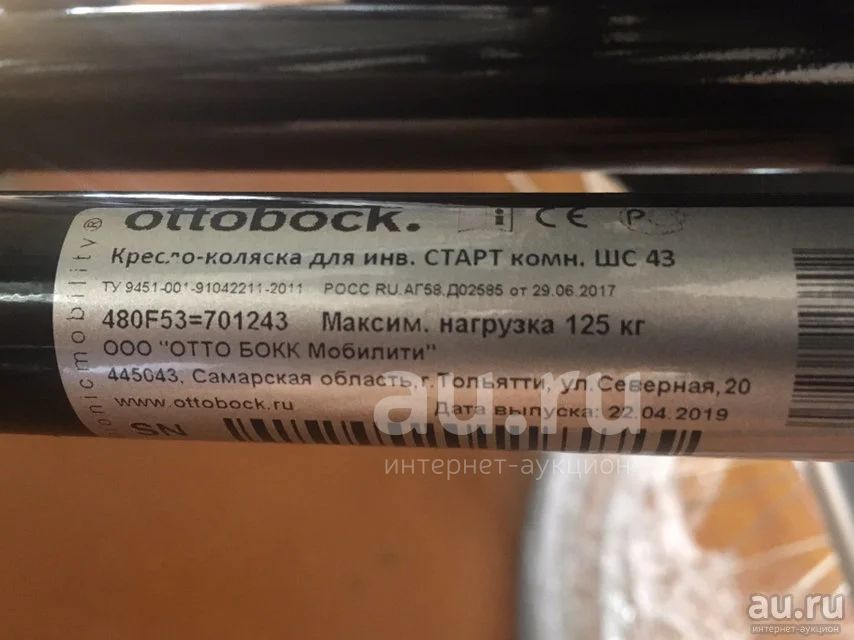 ottobock.
Кресло-коляска для инв. СТАРТ комн. ШС 43
ТУ 9451-001-91042211-2011 РОСС RU.АГ58.Д02585 от 29.06.2017
480F53=701243 Максим. нагрузка 125 кг
ООО "ОТТО БОКК Мобилити"
445043, Самарская область, г.Тольятти, ул.Северная,20
www.ottobock.ru Дата выпуска: 22.04.2019
SN
au.ru
интернет-аукцион
au.ru
интернет-аукцион